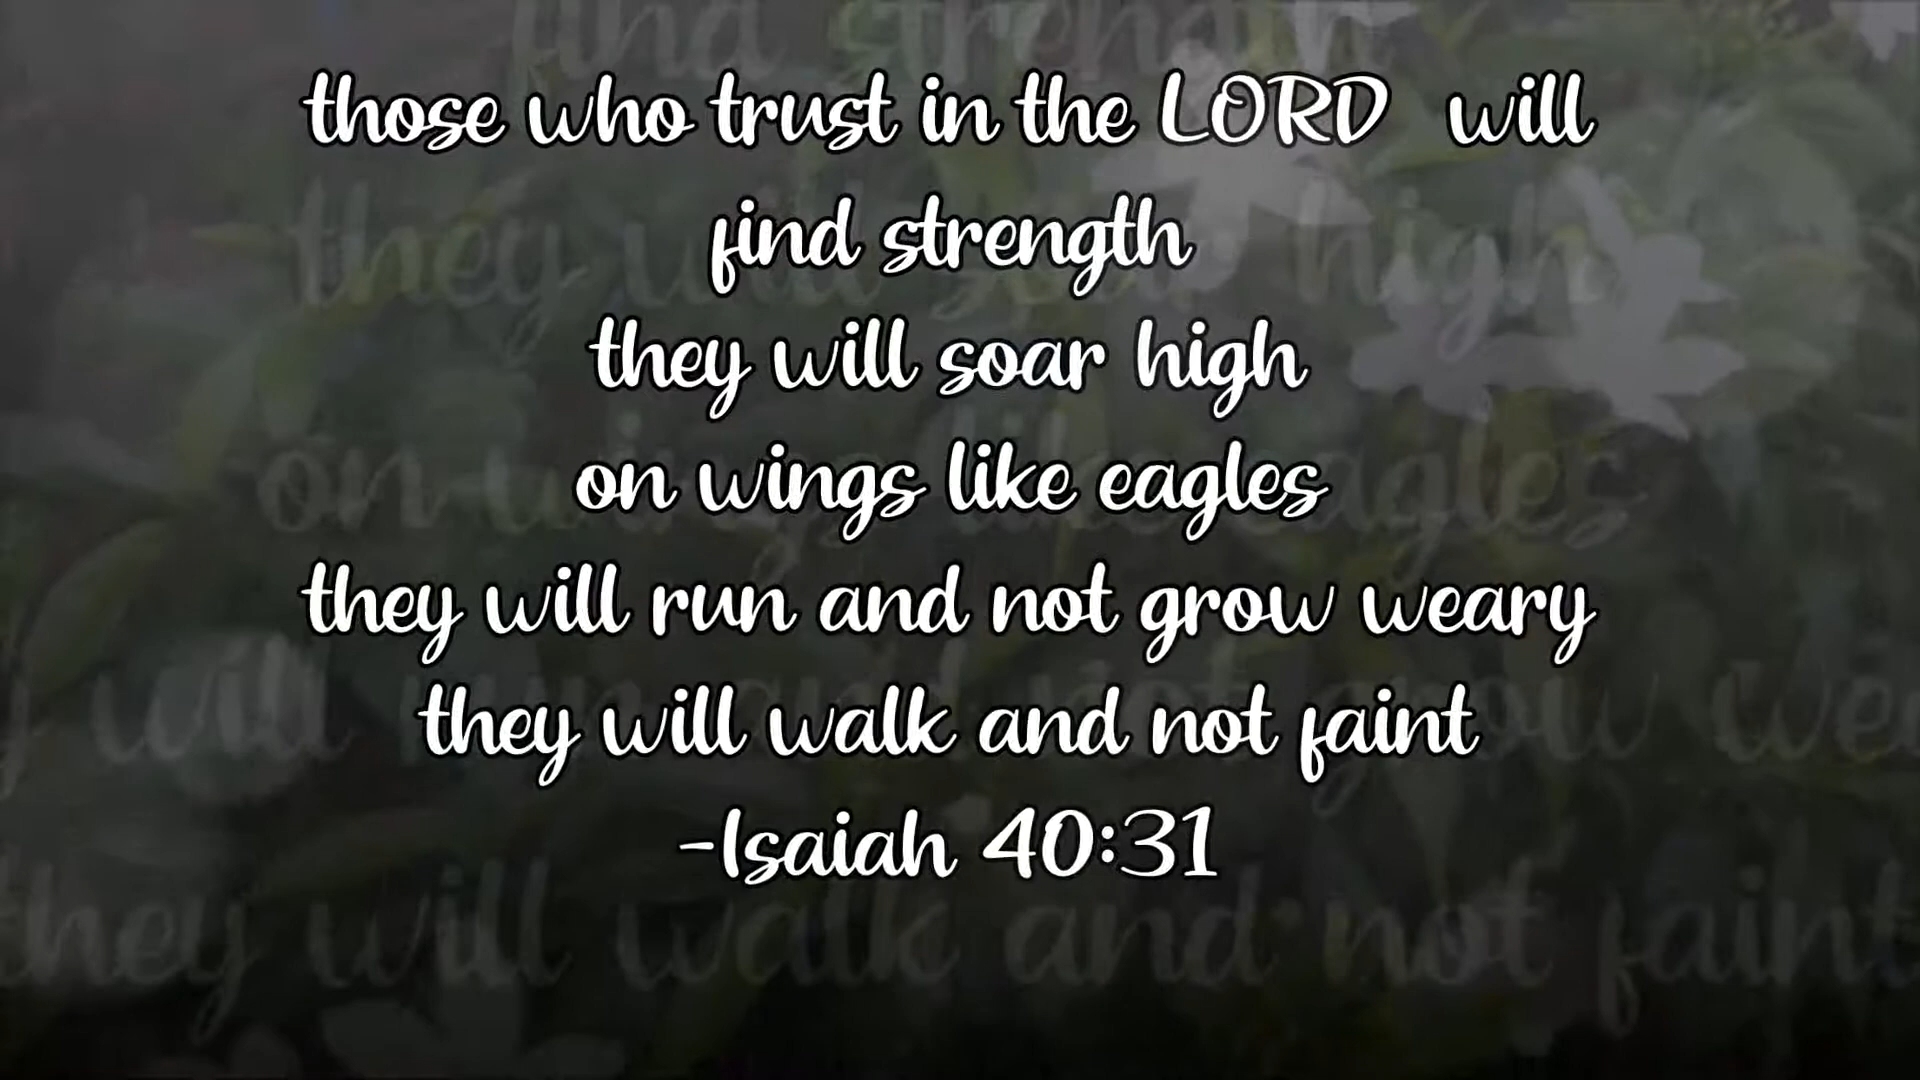 those who trust in the LORD will
find strength
they will soar high
on wings like eagles
they will run and not grow weary
they will walk and not faint
-Isaiah 40:31